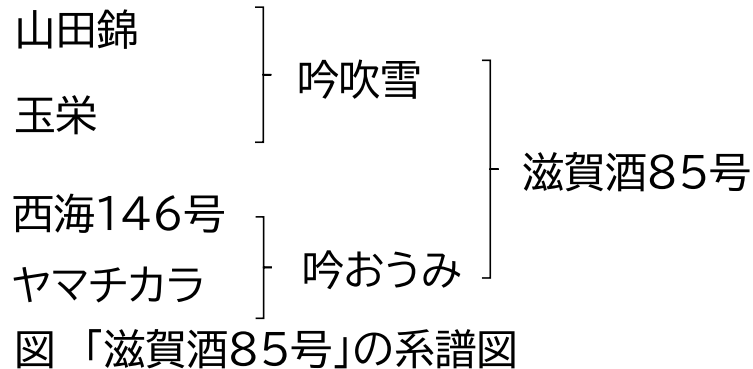 山田錦
吟吹雪
玉栄
滋賀酒85号
西海146号
吟おうみ
ヤマチカラ
図 「滋賀酒85号」の系譜図